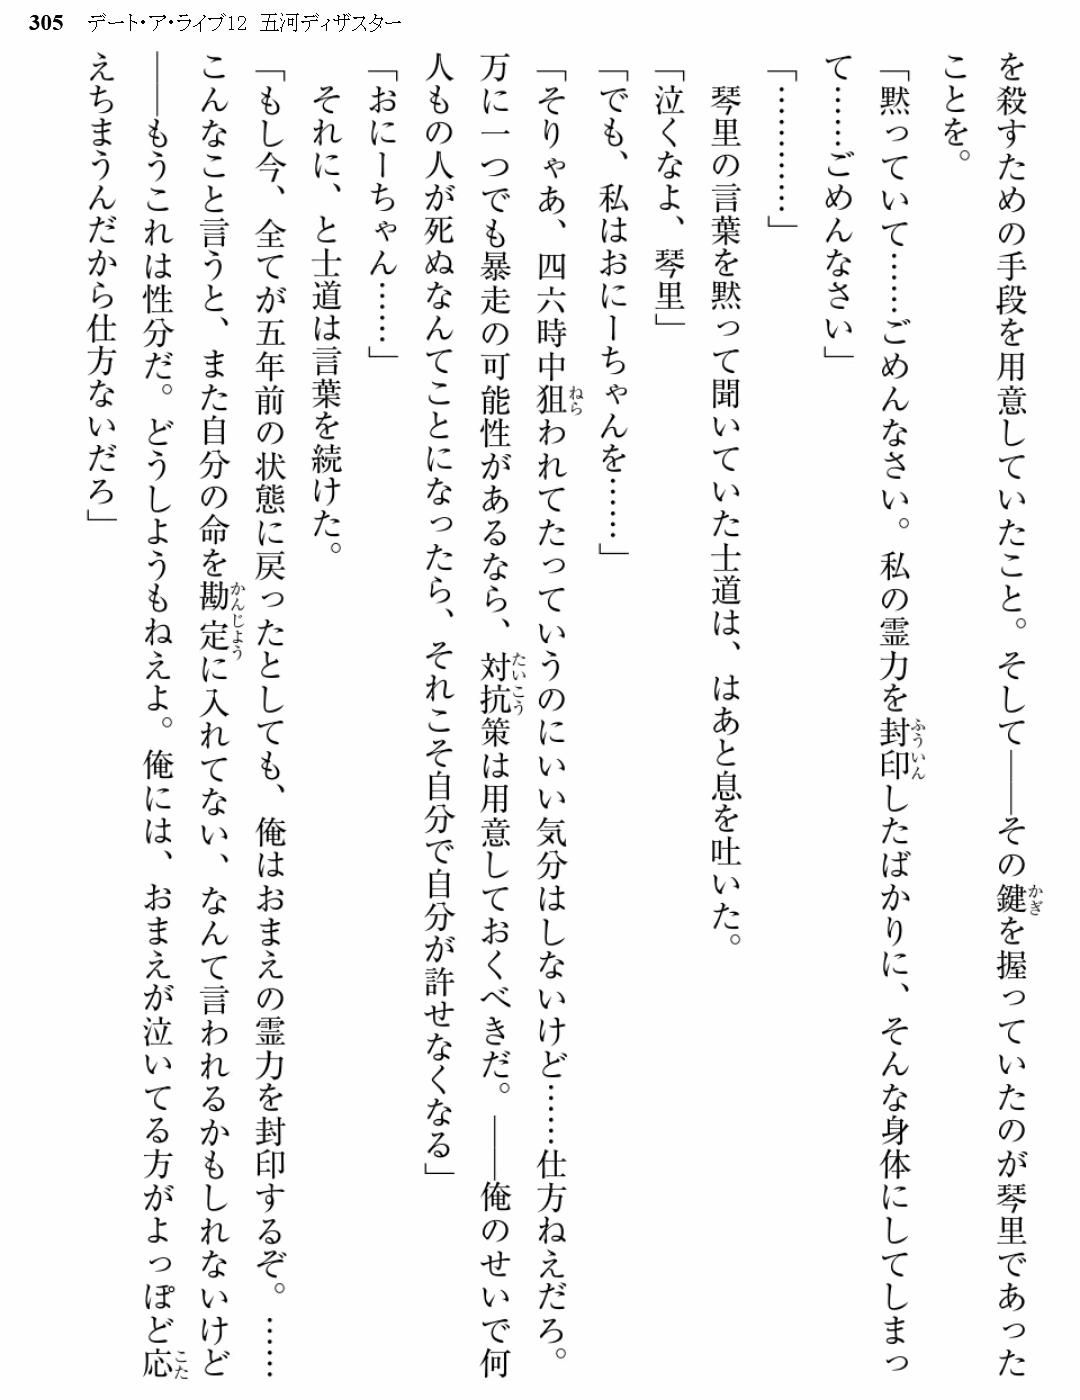 305 デート・ア・ライブ12 五河ディザスター
を殺すための手段を用意していたこと。そして――その鍵を握っていたのが琴里であった
ことを。
「黙っていて……ごめんなさい。私の霊力を封印したばかりに、そんな身体にしてしまっ
て……ごめんなさい」
「…………」
　琴里の言葉を黙って聞いていた士道は、はあと息を吐いた。
「泣くなよ、琴里」
「でも、私はおにーちゃんを……」
「そりゃあ、四六時中狙われてたっていうのにいい気分はしないけど……仕方ねえだろ。
万に一つでも暴走の可能性があるなら、対抗策は用意しておくべきだ。――俺のせいで何
人もの人が死ぬなんてことになったら、それこそ自分で自分が許せなくなる」
「おにーちゃん……」
　それに、と士道は言葉を続けた。
「もし今、全てが五年前の状態に戻ったとしても、俺はおまえの霊力を封印するぞ。……
こんなこと言うと、また自分の命を勘定に入れてない、なんて言われるかもしれないけど
――もうこれは性分だ。どうしようもねえよ。俺には、おまえが泣いてる方がよっぽど応
えちまうんだから仕方ないだろ」
かぎ
ふういん
ねら
たいこう
かんじよう
こた